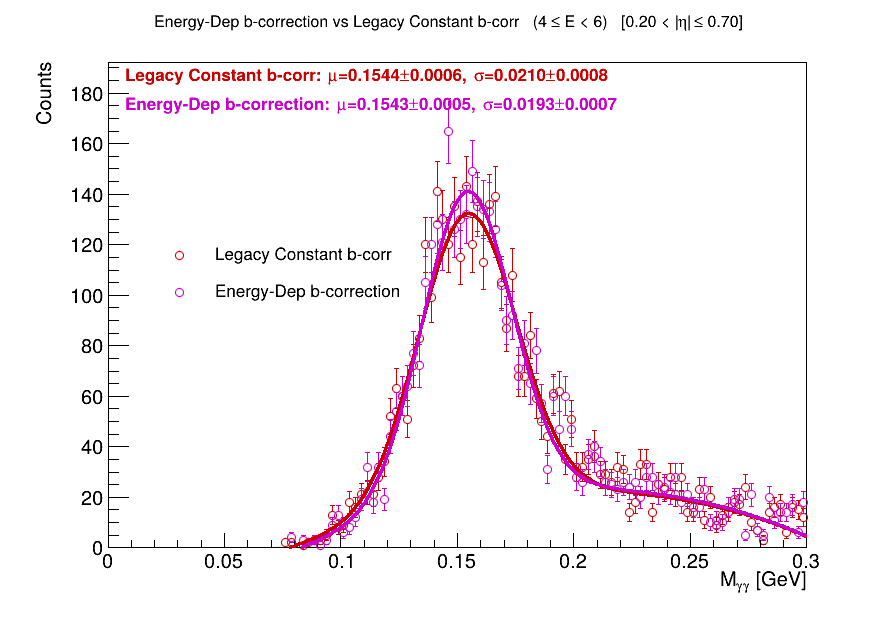 Energy-Dep b-correction vs Legacy Constant b-corr (4 ≤ E < 6) [0.20 < |η| ≤ 0.70]
Counts
Legacy Constant b-corr: μ=0.1544±0.0006, σ=0.0210±0.0008
Energy-Dep b-correction: μ=0.1543±0.0005, σ=0.0193±0.0007
180
160
140
120
100
80
60
40
20
0
Legacy Constant b-corr
Energy-Dep b-correction
0 0.05 0.1 0.15 0.2 0.25 0.3
Mγγ [GeV]